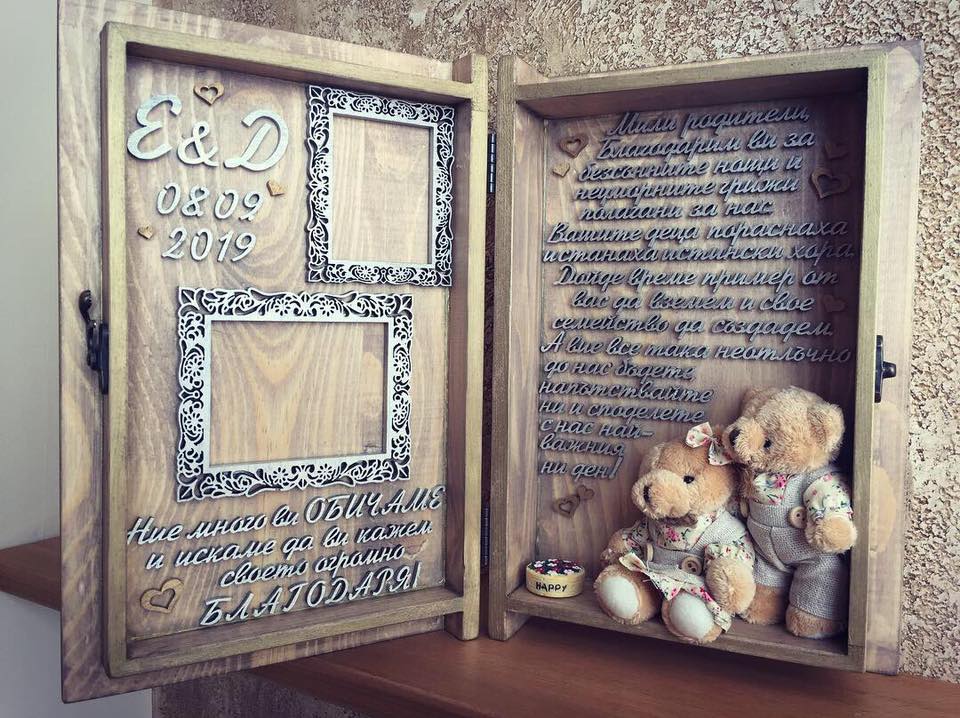 E&D
08 09
2019
Ние много ви ОБИЧАМЕ
и искаме да ви кажем
своето огромно
БЛАГОДАРЯ!
Мили родители,
Благодарим ви за
безсънните нощи и
неуморните грижи
полагани за нас.
Вашите деца пораснаха
и станаха истински хора.
Дойде време пример от
вас да вземем и свое
семейство да създадем.
А вие все така неотлъчно
до нас бъдете,
напътствайте
ни и споделете
с нас най-
важния
ни ден!
HAPPY